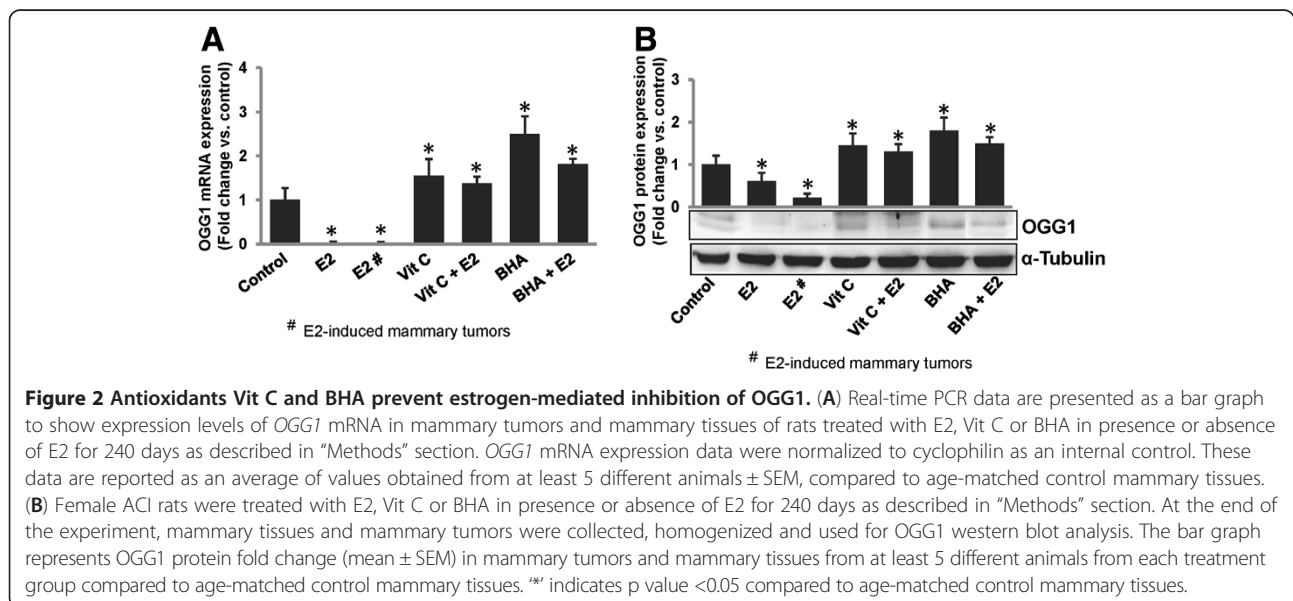 A
B
OGG1 mRNA expression
(Fold change vs. control)
4
3
2
1
0
*
*
*
*
*
*
Control
E2
E2 #
Vit C
Vit C + E2
BHA
BHA + E2
# E2-induced mammary tumors
OGG1 protein expression
(Fold change vs. control)
3
2
1
0
*
*
*
*
*
*
OGG1
α-Tubulin
Control
E2
E2 #
Vit C
Vit C + E2
BHA
BHA + E2
# E2-induced mammary tumors
Figure 2 Antioxidants Vit C and BHA prevent estrogen-mediated inhibition of OGG1. (A) Real-time PCR data are presented as a bar graph
to show expression levels of OGG1 mRNA in mammary tumors and mammary tissues of rats treated with E2, Vit C or BHA in presence or absence
of E2 for 240 days as described in “Methods” section. OGG1 mRNA expression data were normalized to cyclophilin as an internal control. These
data are reported as an average of values obtained from at least 5 different animals ± SEM, compared to age-matched control mammary tissues.
(B) Female ACI rats were treated with E2, Vit C or BHA in presence or absence of E2 for 240 days as described in “Methods” section. At the end of
the experiment, mammary tissues and mammary tumors were collected, homogenized and used for OGG1 western blot analysis. The bar graph
represents OGG1 protein fold change (mean ± SEM) in mammary tumors and mammary tissues from at least 5 different animals from each treatment
group compared to age-matched control mammary tissues. ‘*’ indicates p value <0.05 compared to age-matched control mammary tissues.